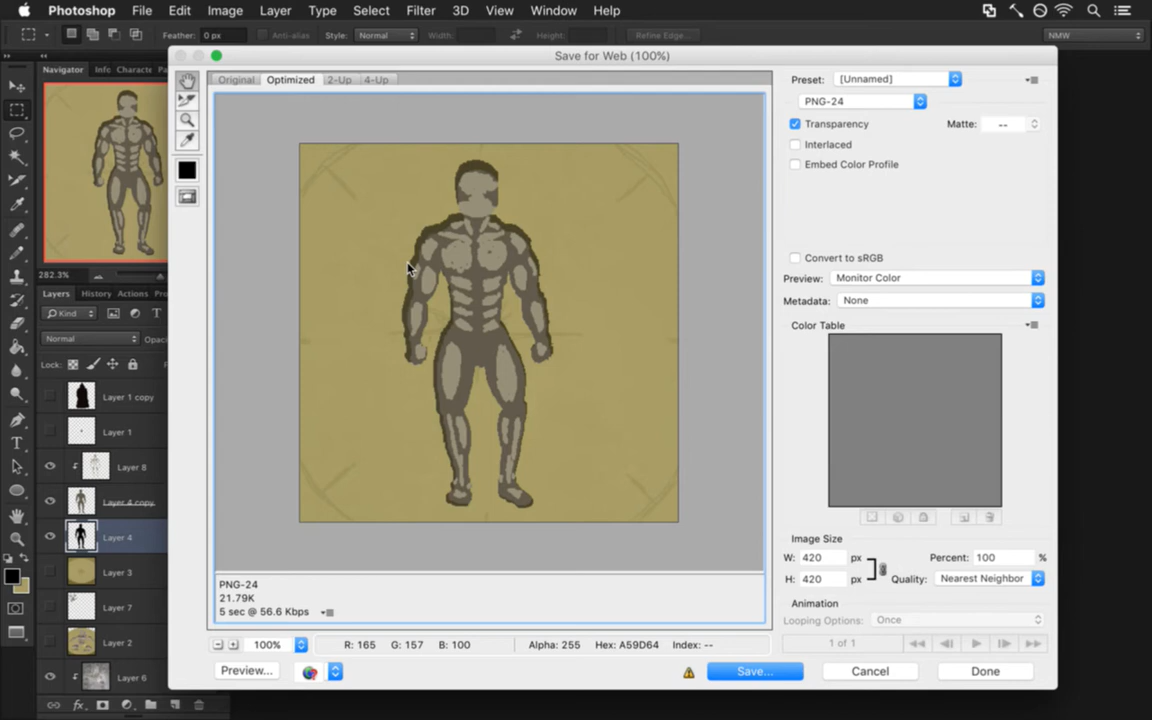 Photoshop File Edit Image Layer Type Select Filter 3D View Window Help
Feather: 0 px Anti-alias Style: Normal Width: Height: Refine Edge... NMW
Save for Web (100%)
Navigator Info Characte Pa
282.3%
Layers History Actions Pro
Kind
Normal Opaci
Lock:
Layer 1 copy
Layer 1
Layer 8
Layer 4 copy
Layer 4
Layer 3
Layer 7
Layer 2
Layer 6
fx
Original Optimized 2-Up 4-Up
PNG-24
21.79K
5 sec @ 56.6 Kbps
100% R: 165 G: 157 B: 100 Alpha: 255 Hex: A59D64 Index: --
Preview... Save... Cancel Done
Preset: [Unnamed]
PNG-24
Transparency Matte: --
Interlaced
Embed Color Profile
Convert to sRGB
Preview: Monitor Color
Metadata: None
Color Table
Image Size
W: 420 px Percent: 100 %
H: 420 px Quality: Nearest Neighbor
Animation
Looping Options: Once
1 of 1